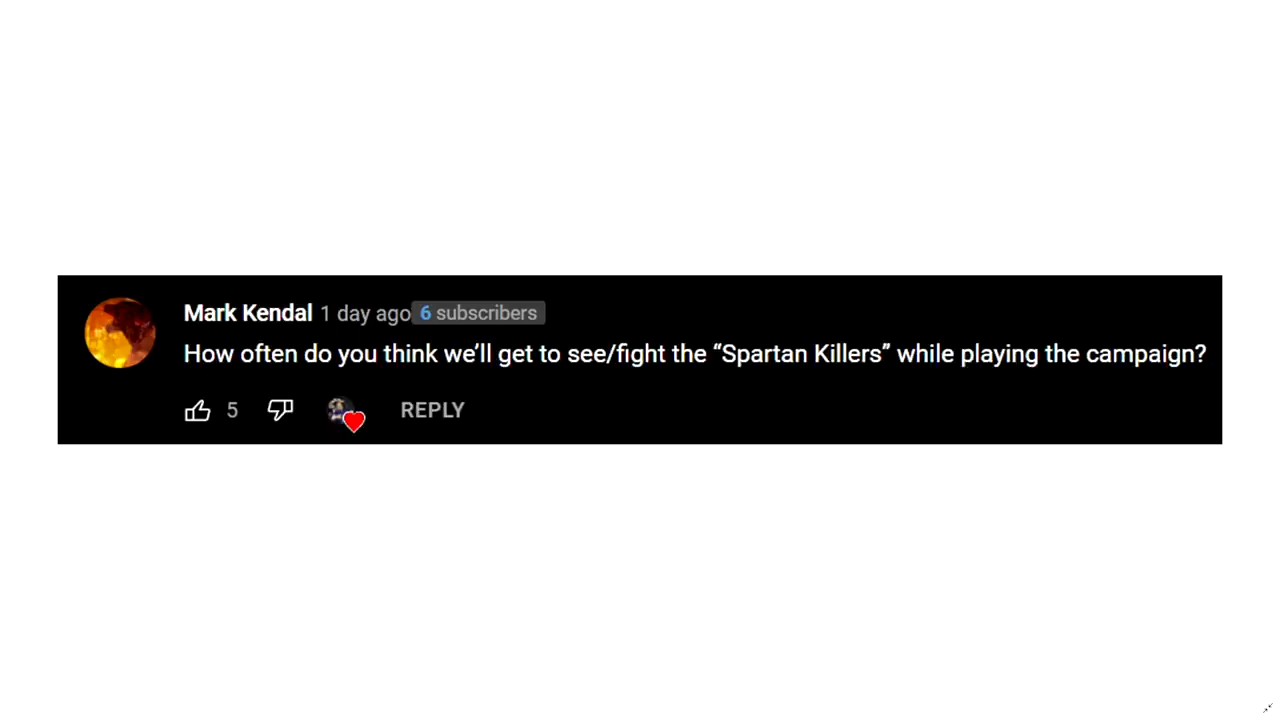 Mark Kendal 1 day ago 6 subscribers
How often do you think we’ll get to see/fight the “Spartan Killers” while playing the campaign?
5 REPLY